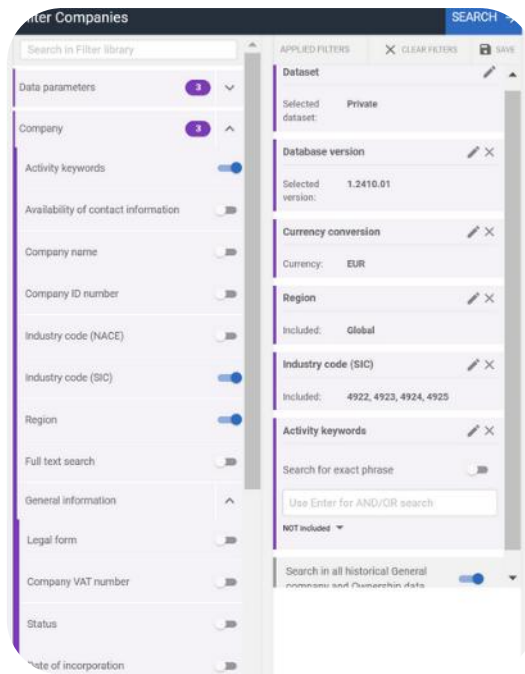 Filter Companies
SEARCH
Search in Filter library
Data parameters
3
Company
3
Activity keywords
Availability of contact information
Company name
Company ID number
Industry code (NACE)
Industry code (SIC)
Region
Full text search
General information
Legal form
Company VAT number
Status
Date of incorporation
APPLIED FILTERS
CLEAR FILTERS
SAVE
Dataset
Selected dataset:
Private
Database version
Selected version:
1.2410.01
Currency conversion
Currency:
EUR
Region
Included:
Global
Industry code (SIC)
Included:
4922, 4923, 4924, 4925
Activity keywords
Search for exact phrase
Use Enter for AND/OR search
NOT included
Search in all historical General
company and Ownership data